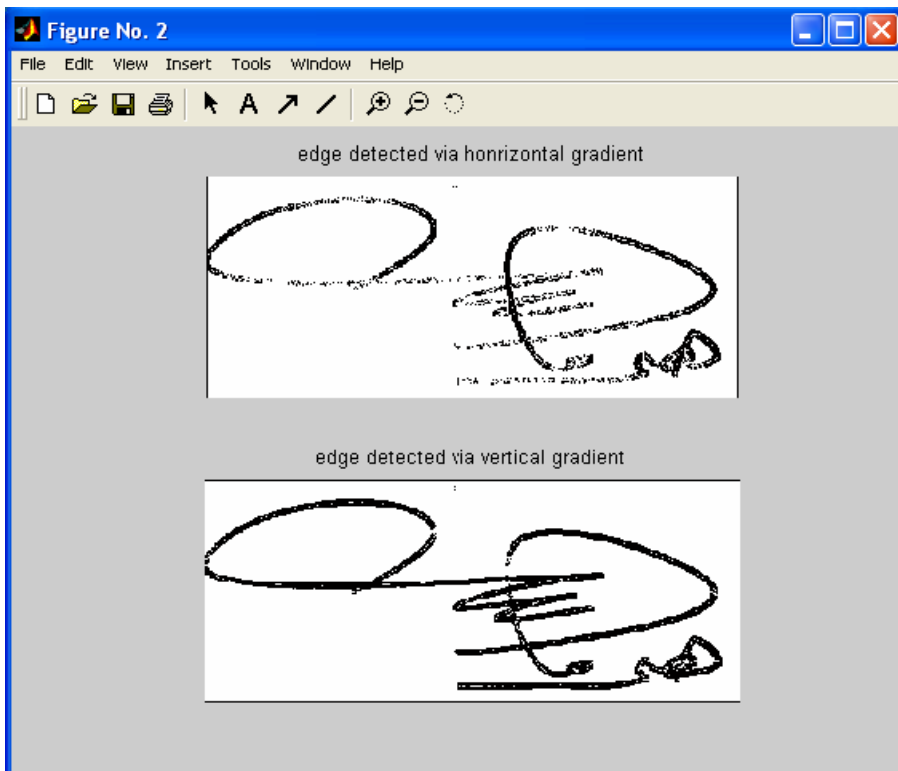 Figure No. 2
File Edit View Insert Tools Window Help
A
edge detected via honrizontal gradient
edge detected via vertical gradient